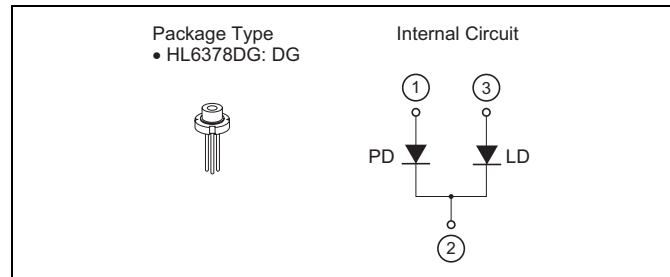 Package Type
• HL6378DG: DG
Internal Circuit
1
3
PD
LD
2